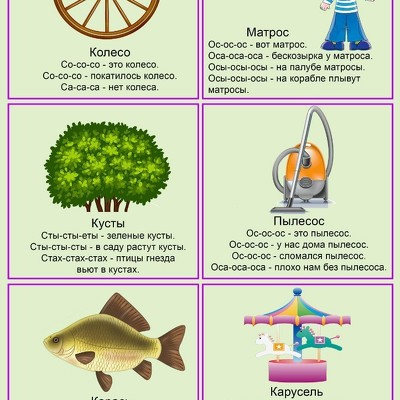 Колесо
Со-со-со - это колесо.
Со-со-со - покатилось колесо.
Са-са-са - нет колеса.
Матрос
Ос-ос-ос - вот матрос.
Оса-оса-оса - бескозырка у матроса.
Осы-осы-осы - на палубе матросы.
Осы-осы-осы - на корабле плывут
матросы.
Кусты
Сты-сты-еты - зеленые кусты.
Сты-сты-сты - в саду растут кусты.
Стах-стах-стах - птицы гнезда
вьют в кустах.
Пылесос
Ос-ос-ос - это пылесос.
Ос-ос-ос - у нас дома пылесос.
Ос-ос-ос - сломался пылесос.
Оса-оса-оса - плохо нам без пылесоса.
Карусель